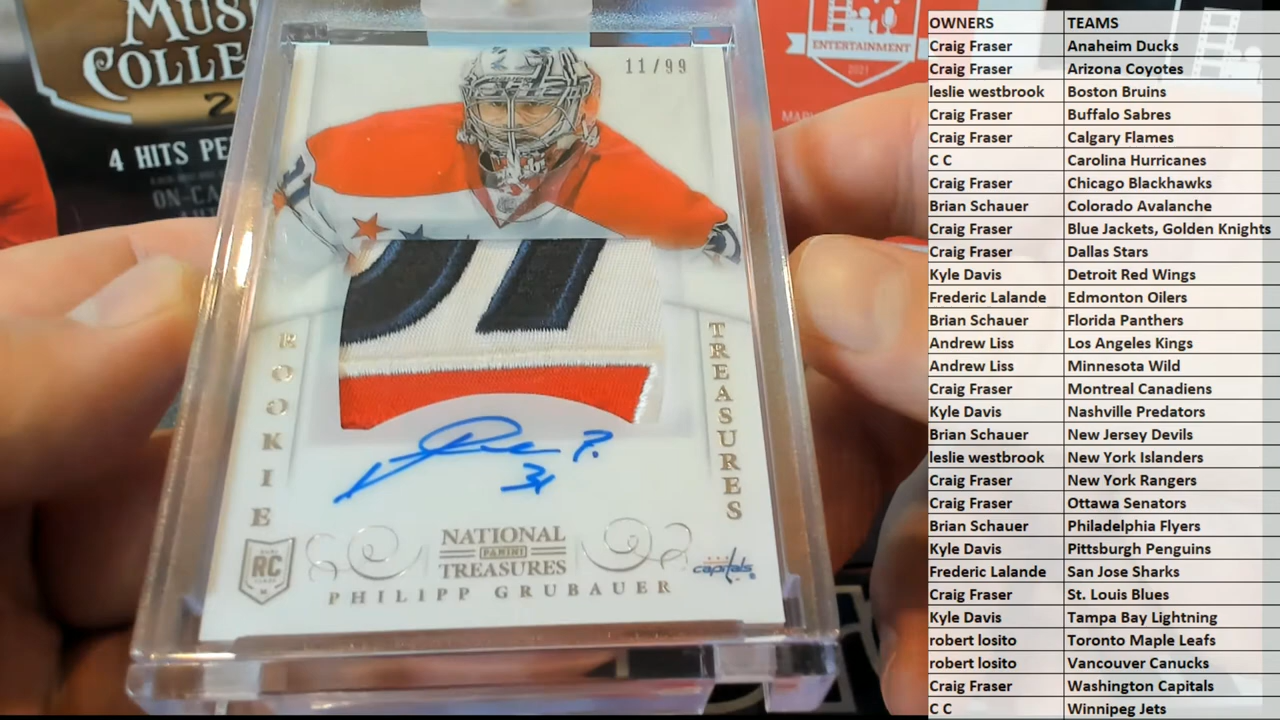 MUSE
COLLE
2
4 HITS PE
ON-CA
ENTERTAINMENT
2021
11/99
ROOKIE
TREASURES
31
RC
NATIONAL
PANINI
TREASURES
capitals
PHILIPP GRUBAUER
OWNERS TEAMS
Craig Fraser Anaheim Ducks
Craig Fraser Arizona Coyotes
leslie westbrook Boston Bruins
Craig Fraser Buffalo Sabres
Craig Fraser Calgary Flames
C C Carolina Hurricanes
Craig Fraser Chicago Blackhawks
Brian Schauer Colorado Avalanche
Craig Fraser Blue Jackets, Golden Knights
Craig Fraser Dallas Stars
Kyle Davis Detroit Red Wings
Frederic Lalande Edmonton Oilers
Brian Schauer Florida Panthers
Andrew Liss Los Angeles Kings
Andrew Liss Minnesota Wild
Craig Fraser Montreal Canadiens
Kyle Davis Nashville Predators
Brian Schauer New Jersey Devils
leslie westbrook New York Islanders
Craig Fraser New York Rangers
Craig Fraser Ottawa Senators
Brian Schauer Philadelphia Flyers
Kyle Davis Pittsburgh Penguins
Frederic Lalande San Jose Sharks
Craig Fraser St. Louis Blues
Kyle Davis Tampa Bay Lightning
robert losito Toronto Maple Leafs
robert losito Vancouver Canucks
Craig Fraser Washington Capitals
C C Winnipeg Jets